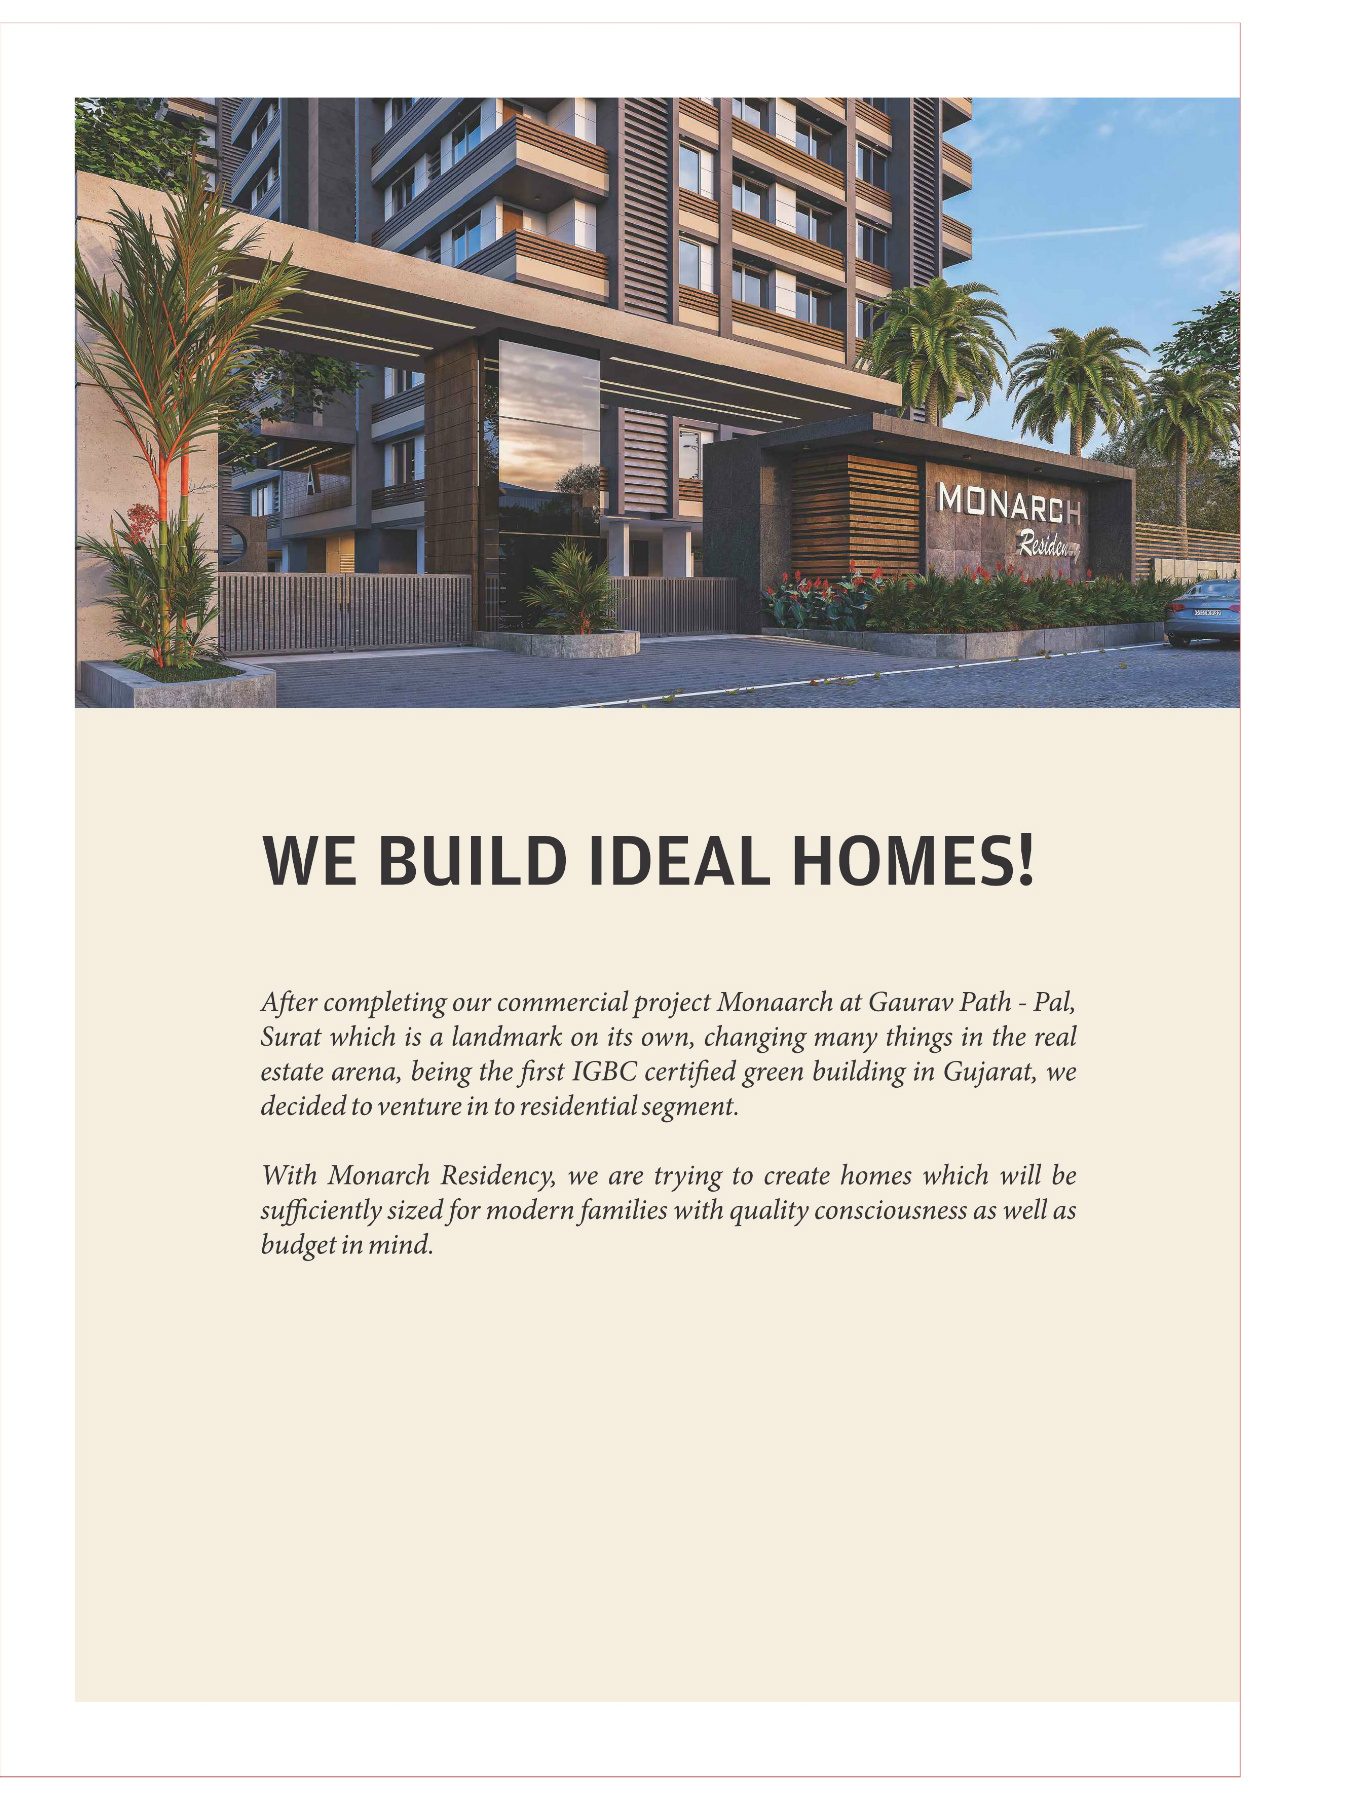 A
MONARCH
WE BUILD IDEAL HOMES!
After completing our commercial project Monaarch at Gaurav Path - Pal,
Surat which is a landmark on its own, changing many things in the real
estate arena, being the first IGBC certified green building in Gujarat, we
decided to venture in to residential segment.
With Monarch Residency, we are trying to create homes which will be
sufficiently sized for modern families with quality consciousness as well as
budget in mind.